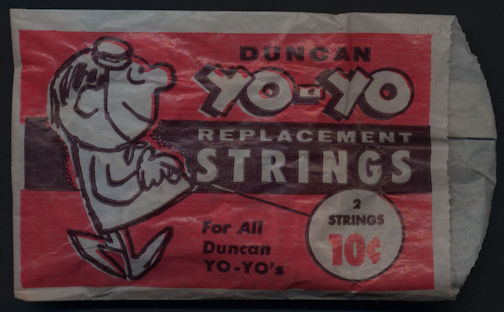 DUNCAN
YO-YO
REPLACEMENT
STRINGS
2
STRINGS
10¢
For All
Duncan
YO-YO's